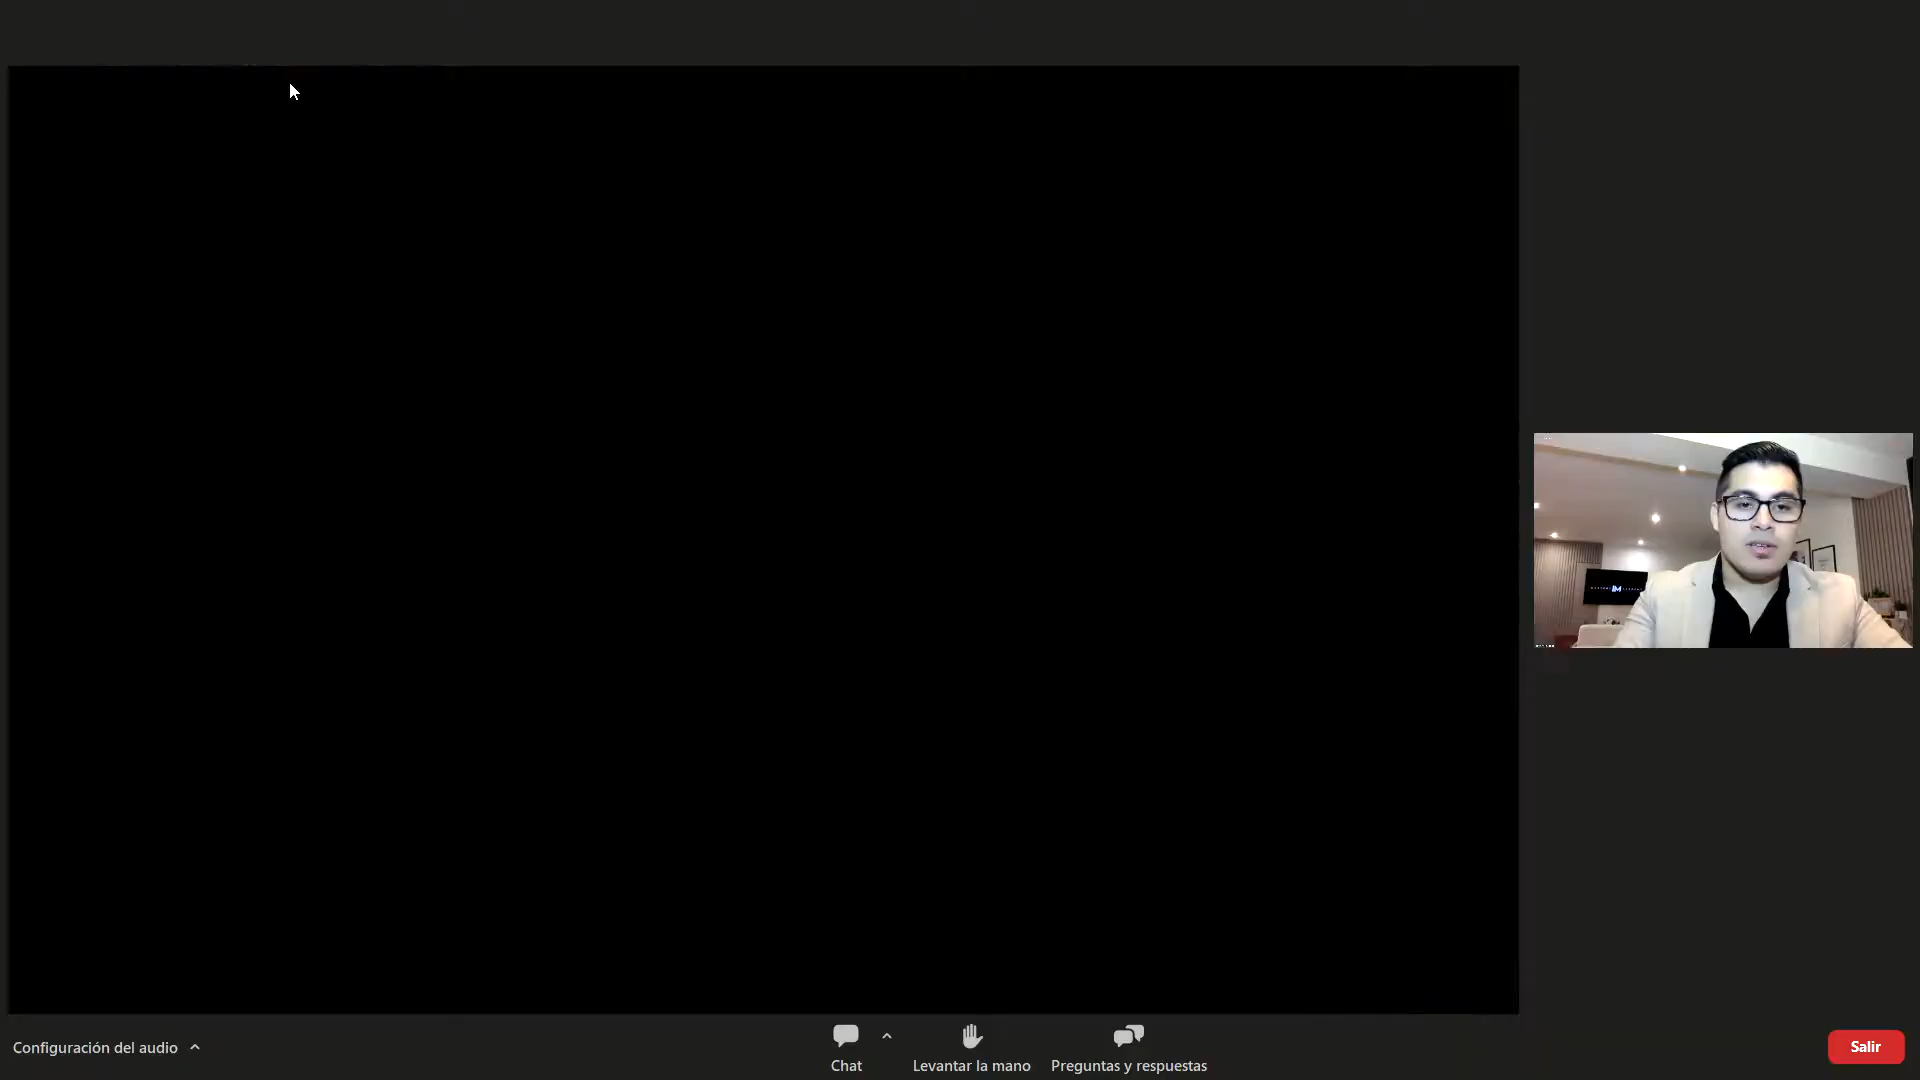 Configuración del audio
Chat
Levantar la mano
Preguntas y respuestas
Salir